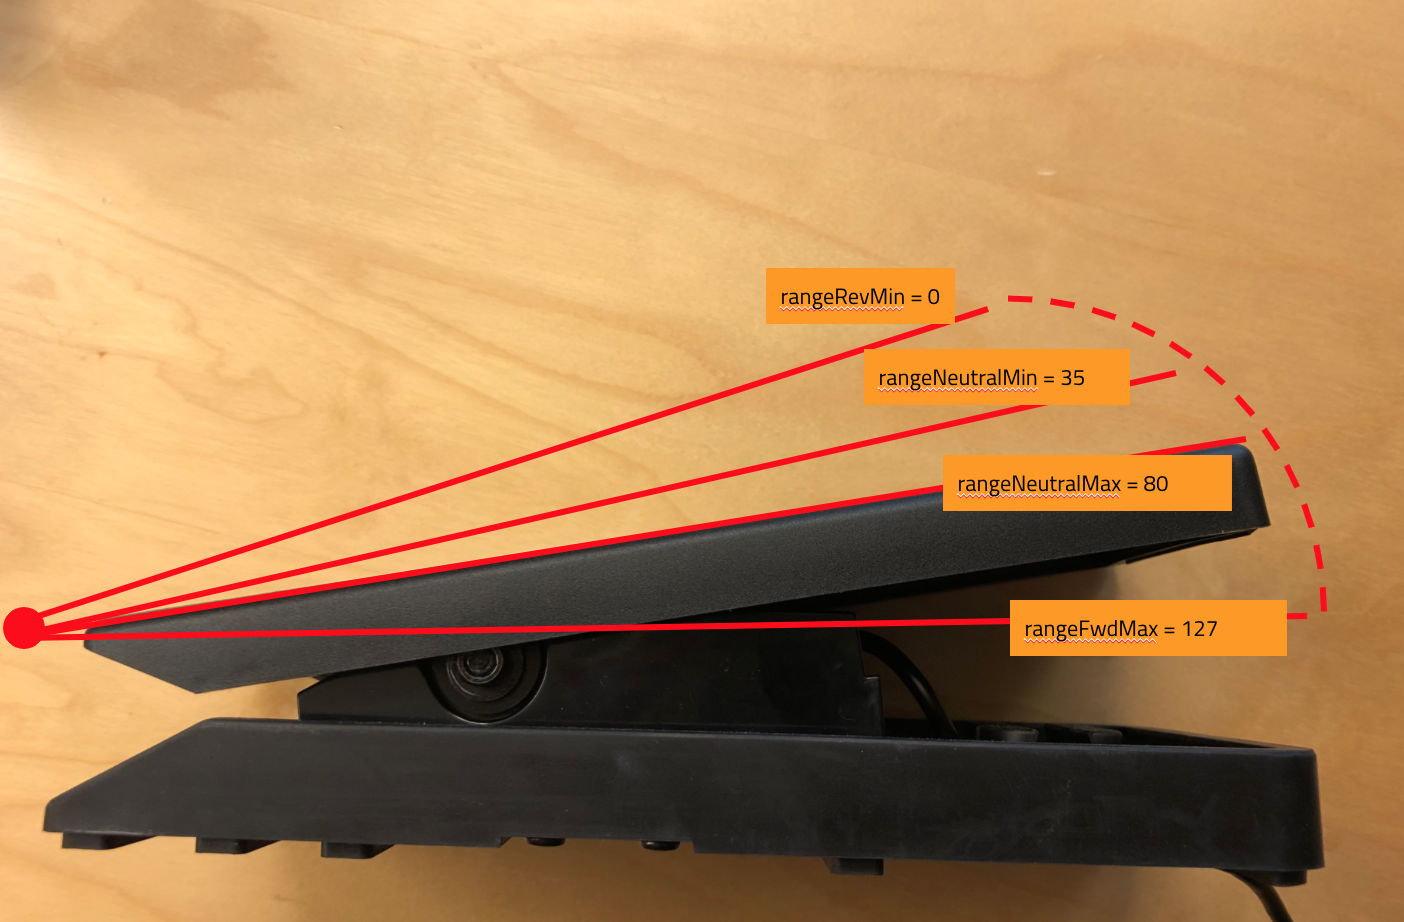 rangeRevMin = 0
rangeNeutralMin = 35
rangeNeutralMax = 80
rangeFwdMax = 127